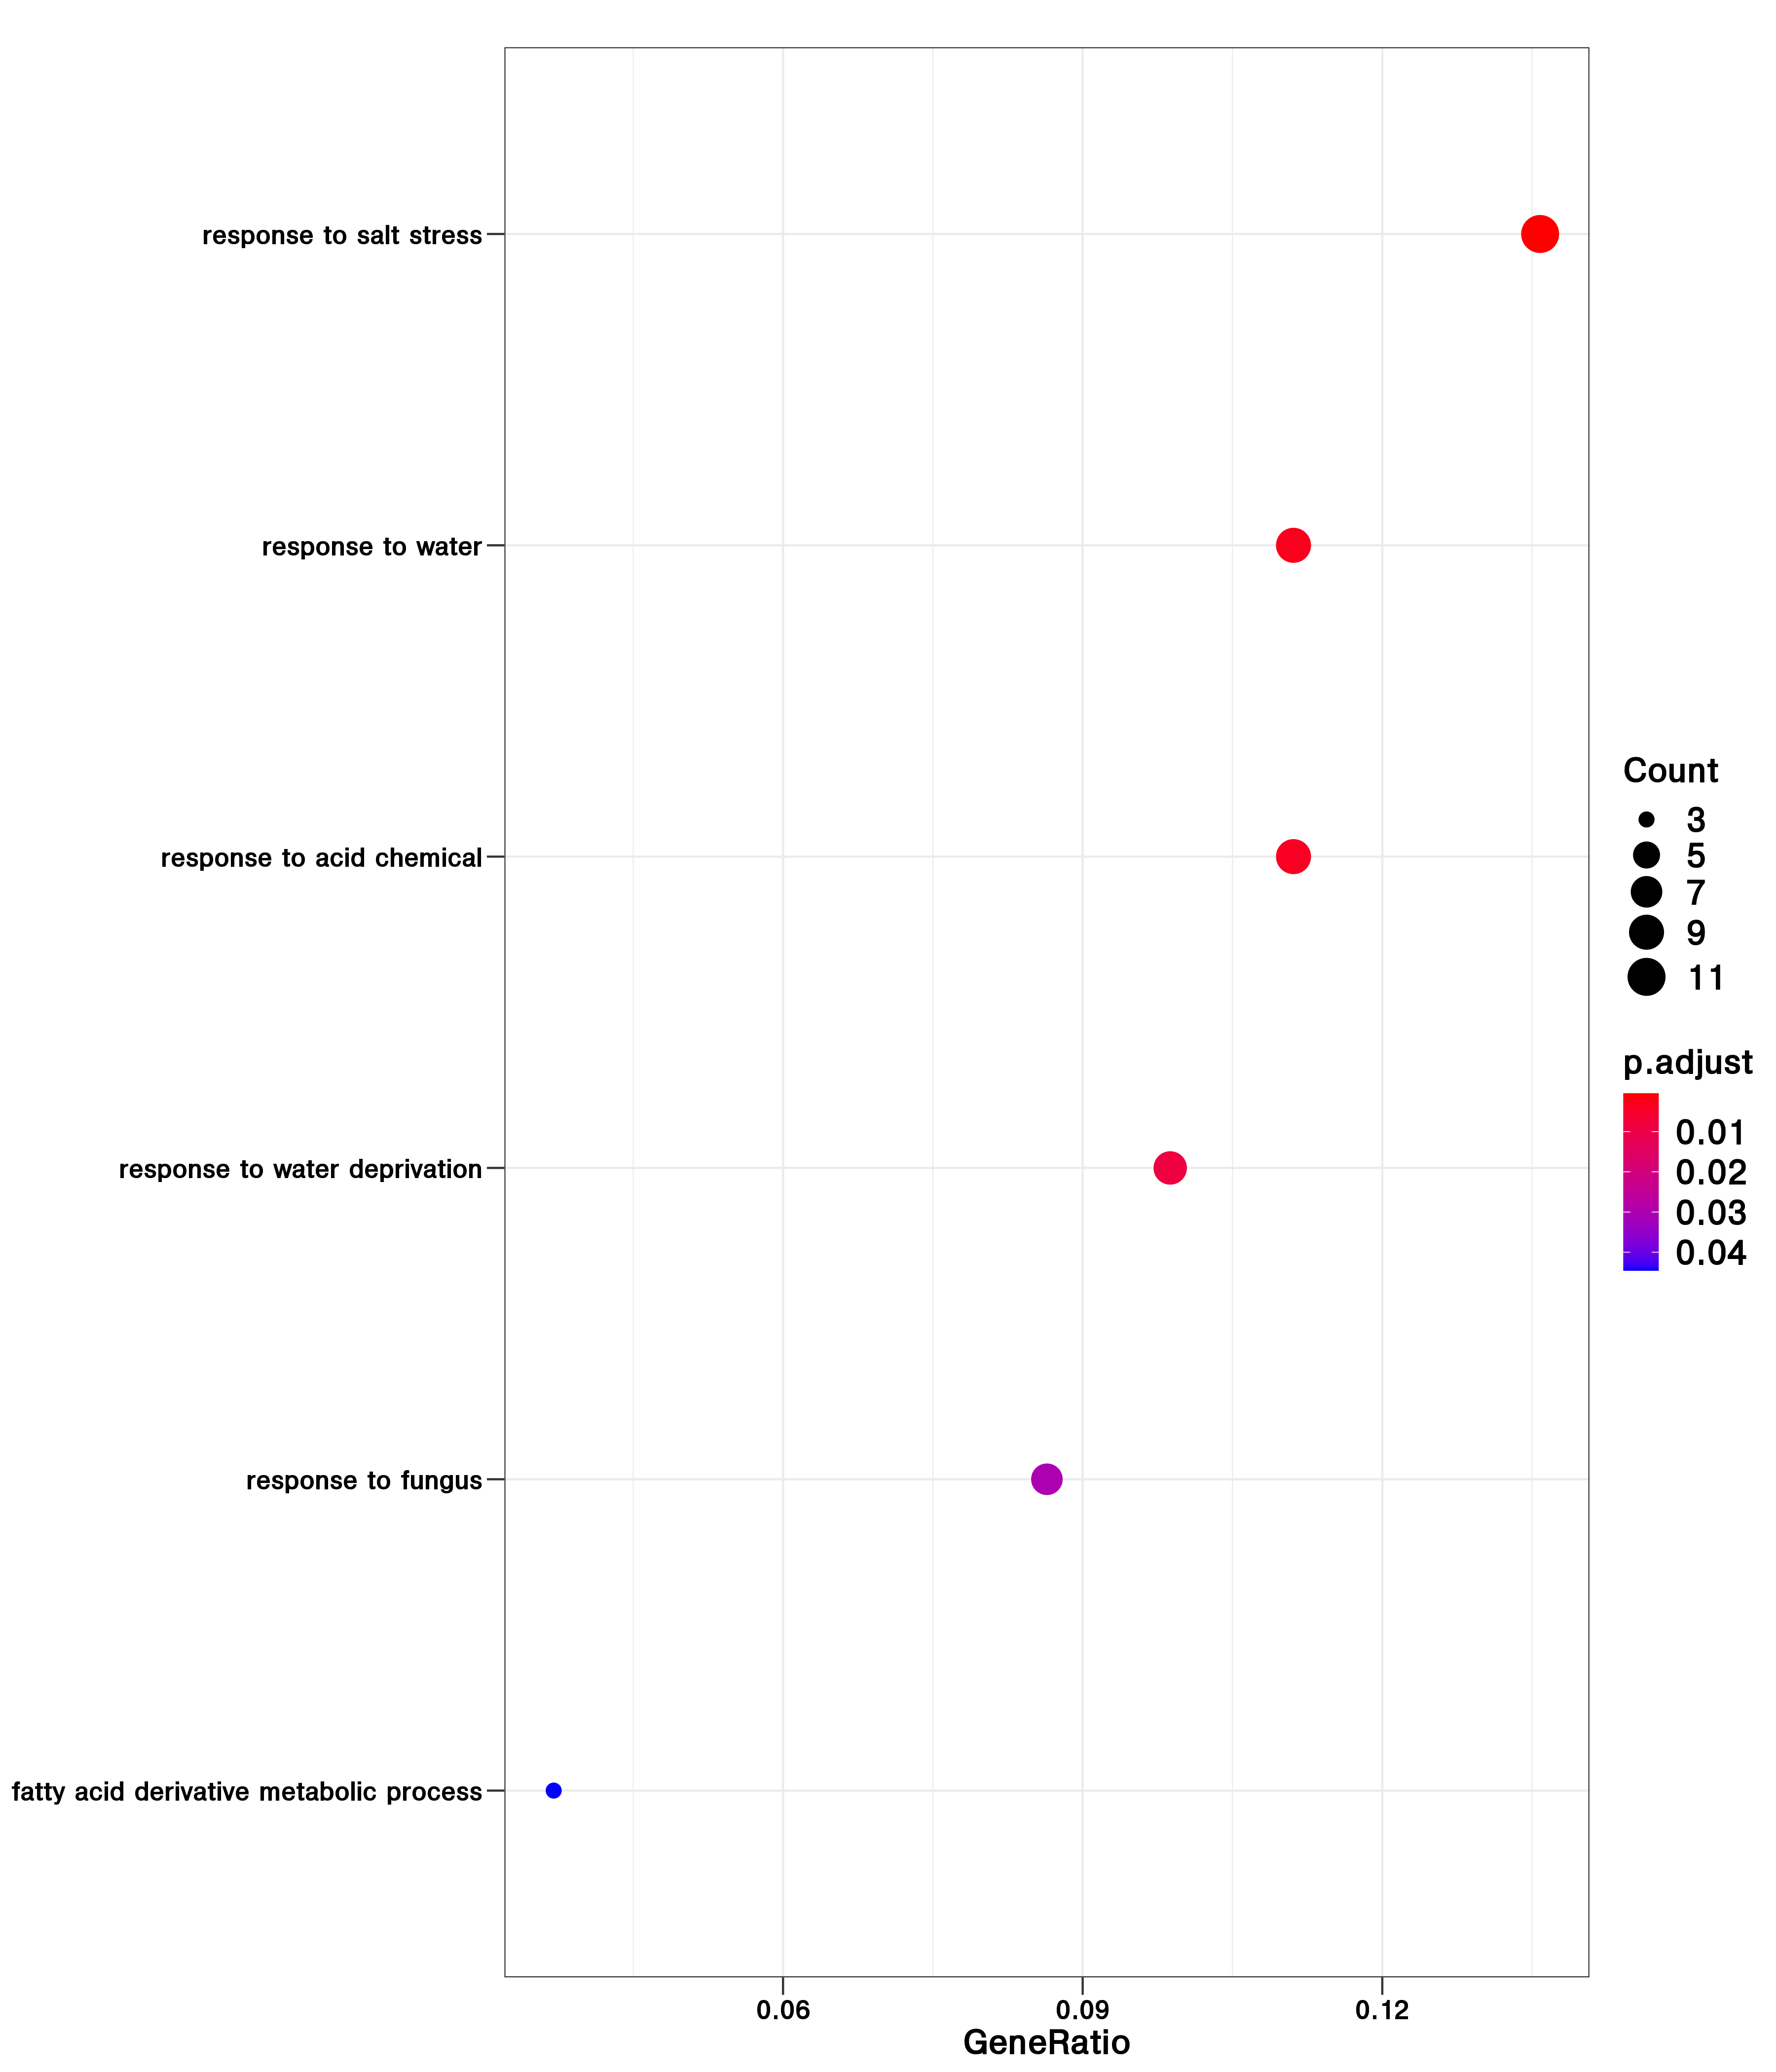 response to salt stress
response to water
response to acid chemical
response to water deprivation
response to fungus
fatty acid derivative metabolic process
0.06
0.09
0.12
GeneRatio
Count
3
5
7
9
11
p.adjust
0.01
0.02
0.03
0.04